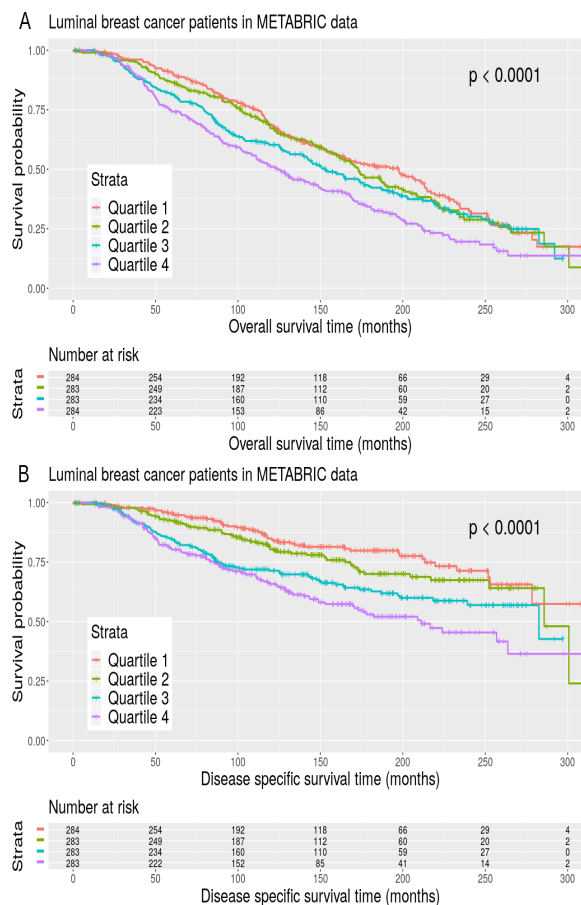 A Luminal breast cancer patients in METABRIC data
1.00
p < 0.0001
0.75
Survival probability
0.50
Strata
Quartile 1
0.25
Quartile 2
Quartile 3
Quartile 4
0.00
0 50 100 150 200 250 300
Overall survival time (months)
Number at risk
Strata
284 254 192 118 66 29 4
283 249 187 112 60 20 2
283 234 160 110 59 27 0
284 223 153 86 42 15 2
0 50 100 150 200 250 300
Overall survival time (months)
B Luminal breast cancer patients in METABRIC data
1.00
p < 0.0001
0.75
Survival probability
0.50
Strata
Quartile 1
0.25
Quartile 2
Quartile 3
Quartile 4
0.00
0 50 100 150 200 250 300
Disease specific survival time (months)
Number at risk
Strata
284 254 192 118 66 29 4
283 249 187 112 60 20 2
283 234 160 110 59 27 0
283 222 152 85 41 14 2
0 50 100 150 200 250 300
Disease specific survival time (months)